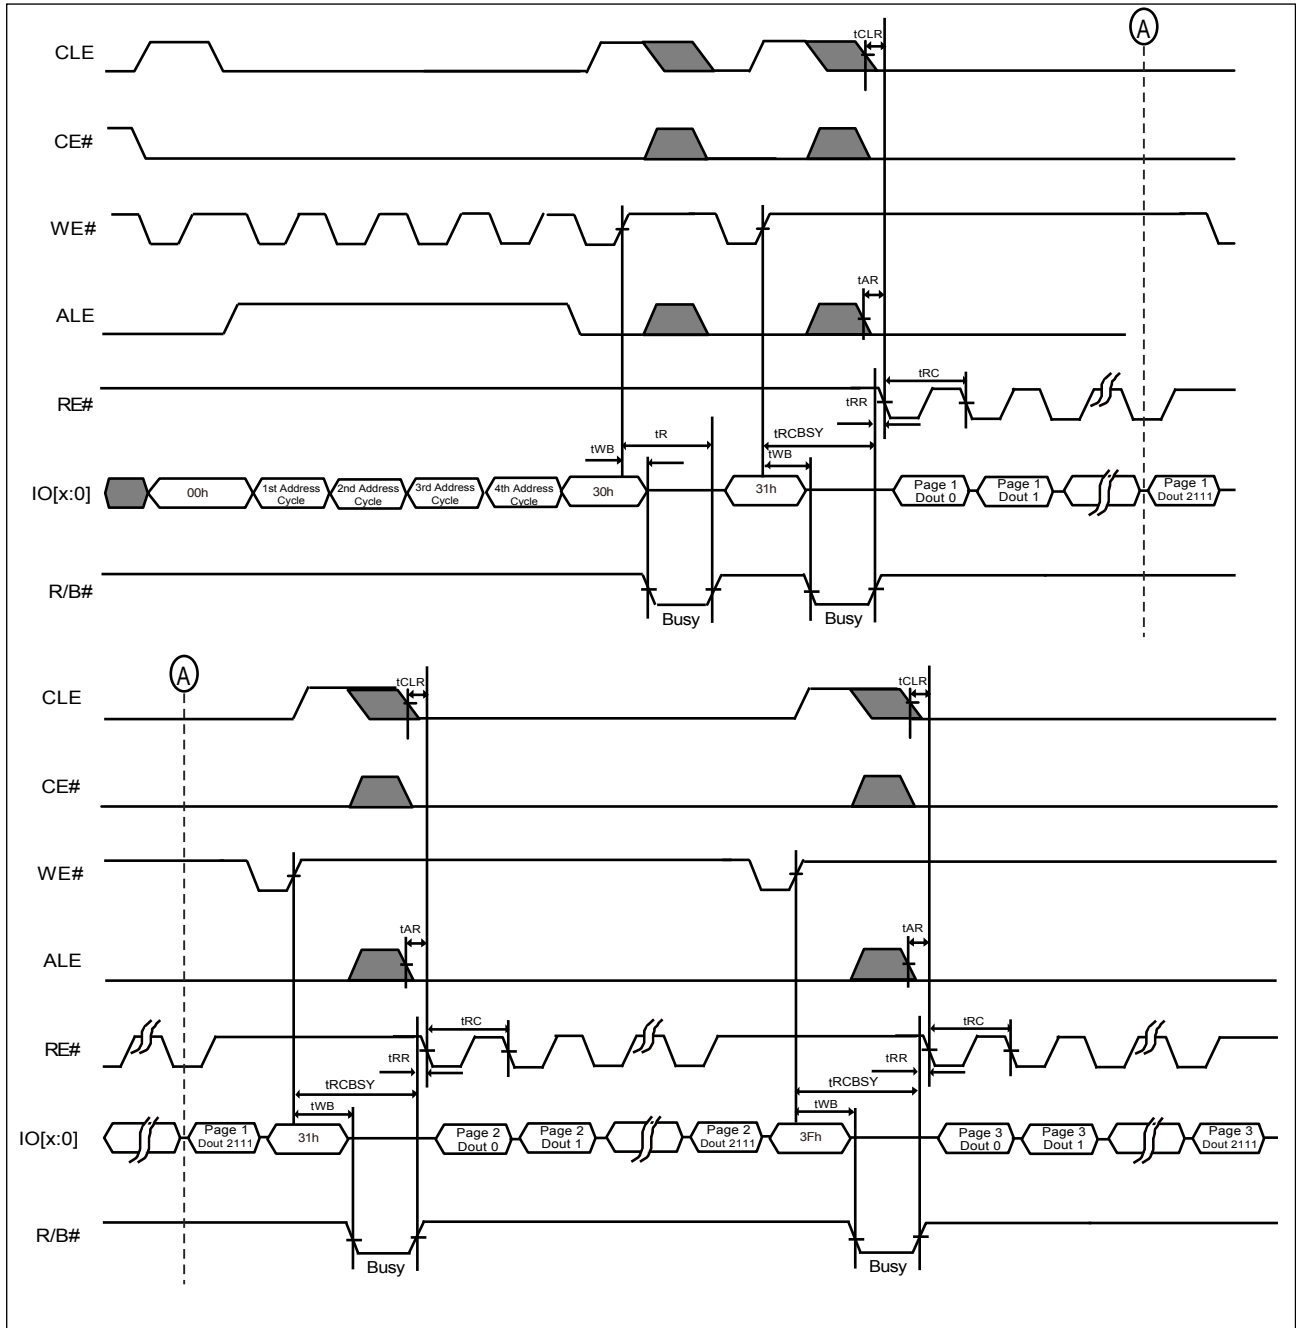 CLE
tCLR
A
CE#
WE#
ALE
tAR
RE#
tRC
tRR
tR
tRCBSY
tWB
tWB
IO[x:0]
00h
1st Address Cycle
2nd Address Cycle
3rd Address Cycle
4th Address Cycle
30h
31h
Page 1 Dout 0
Page 1 Dout 1
Page 1 Dout 2111
R/B#
Busy
Busy
A
CLE
tCLR
tCLR
CE#
WE#
ALE
tAR
tAR
RE#
tRC
tRC
tRR
tRR
tRCBSY
tRCBSY
tWB
tWB
IO[x:0]
Page 1 Dout 2111
31h
Page 2 Dout 0
Page 2 Dout 1
Page 2 Dout 2111
3Fh
Page 3 Dout 0
Page 3 Dout 1
Page 3 Dout 2111
R/B#
Busy
Busy